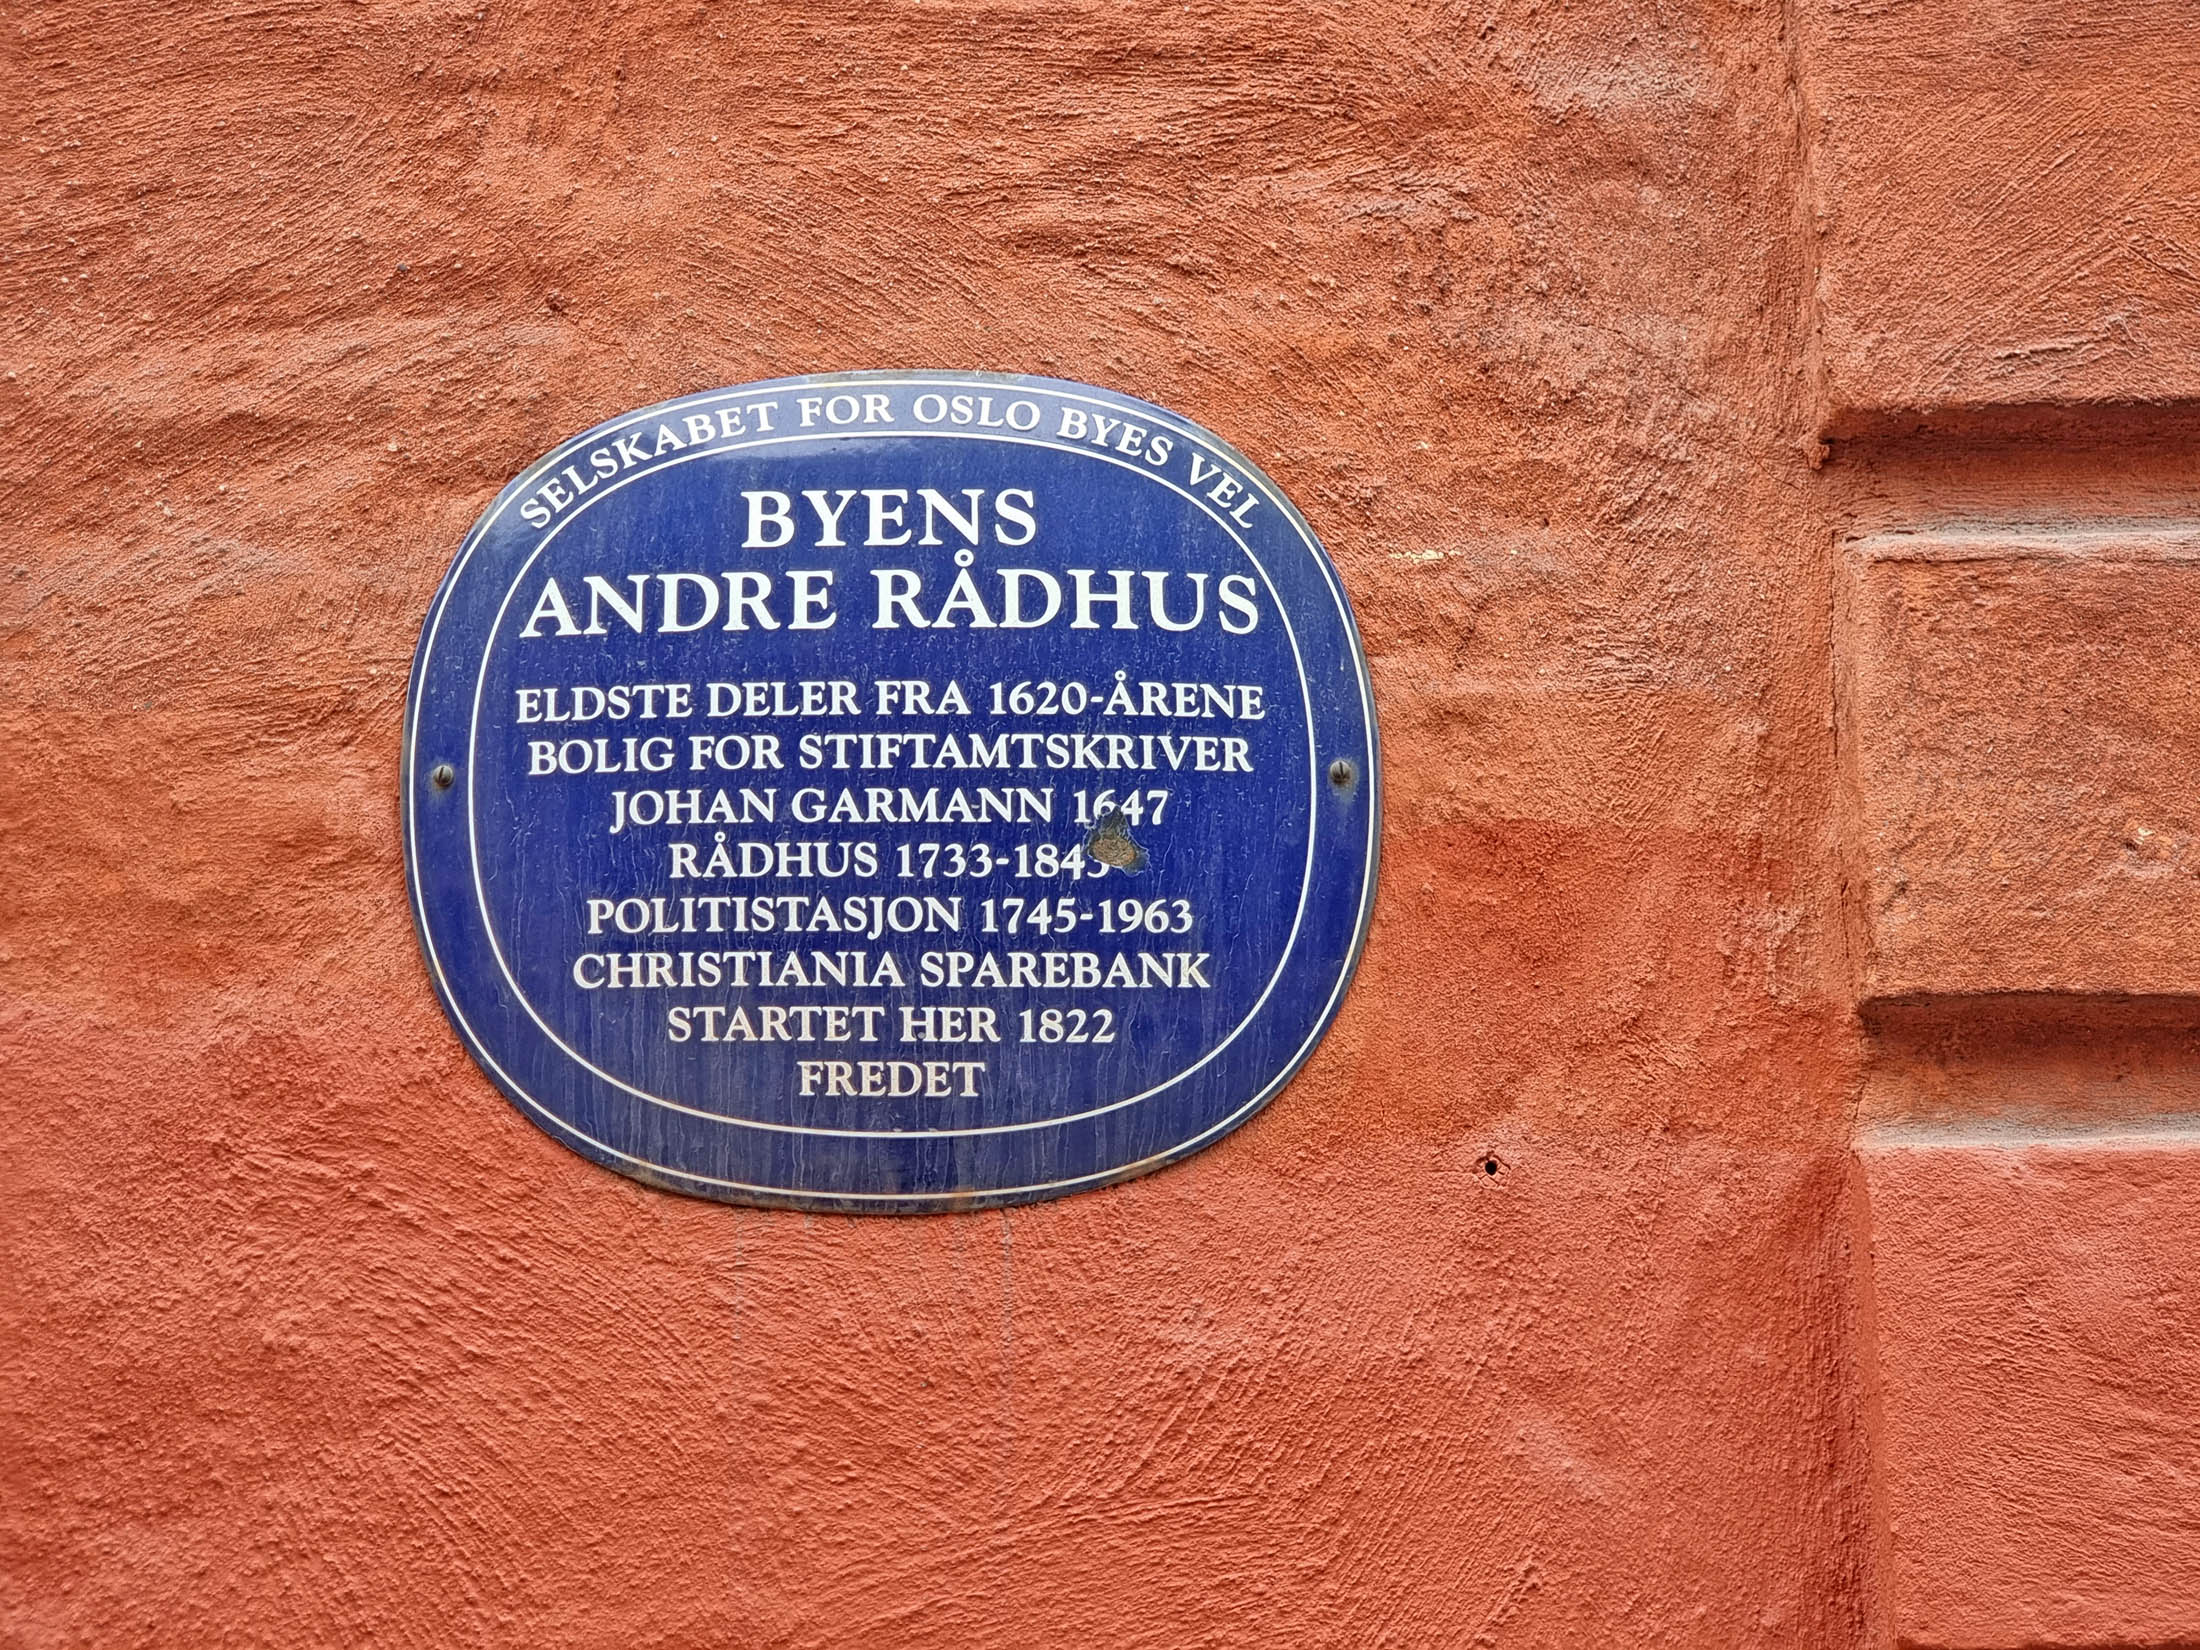 SELSKABET FOR OSLO BYES VEL
BYENS
ANDRE RÅDHUS
ELDSTE DELER FRA 1620-ÅRENE
BOLIG FOR STIFTAMTSKRIVER
JOHAN GARMANN 1647
RÅDHUS
POLITISTASJON 1745-1963
CHRISTIANIA SPAREBANK
STARTET HER 1822
FREDET